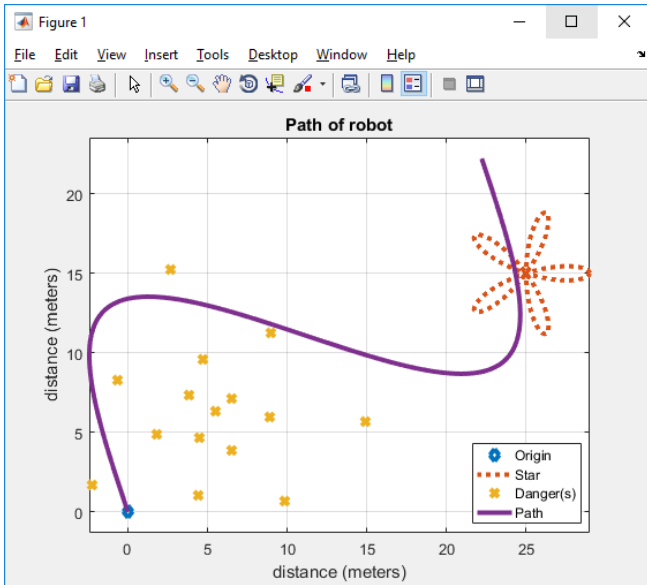 Figure 1
File Edit View Insert Tools Desktop Window Help
Path of robot
distance (meters)
20
15
10
5
0
0 5 10 15 20 25
distance (meters)
Origin
Star
Danger(s)
Path